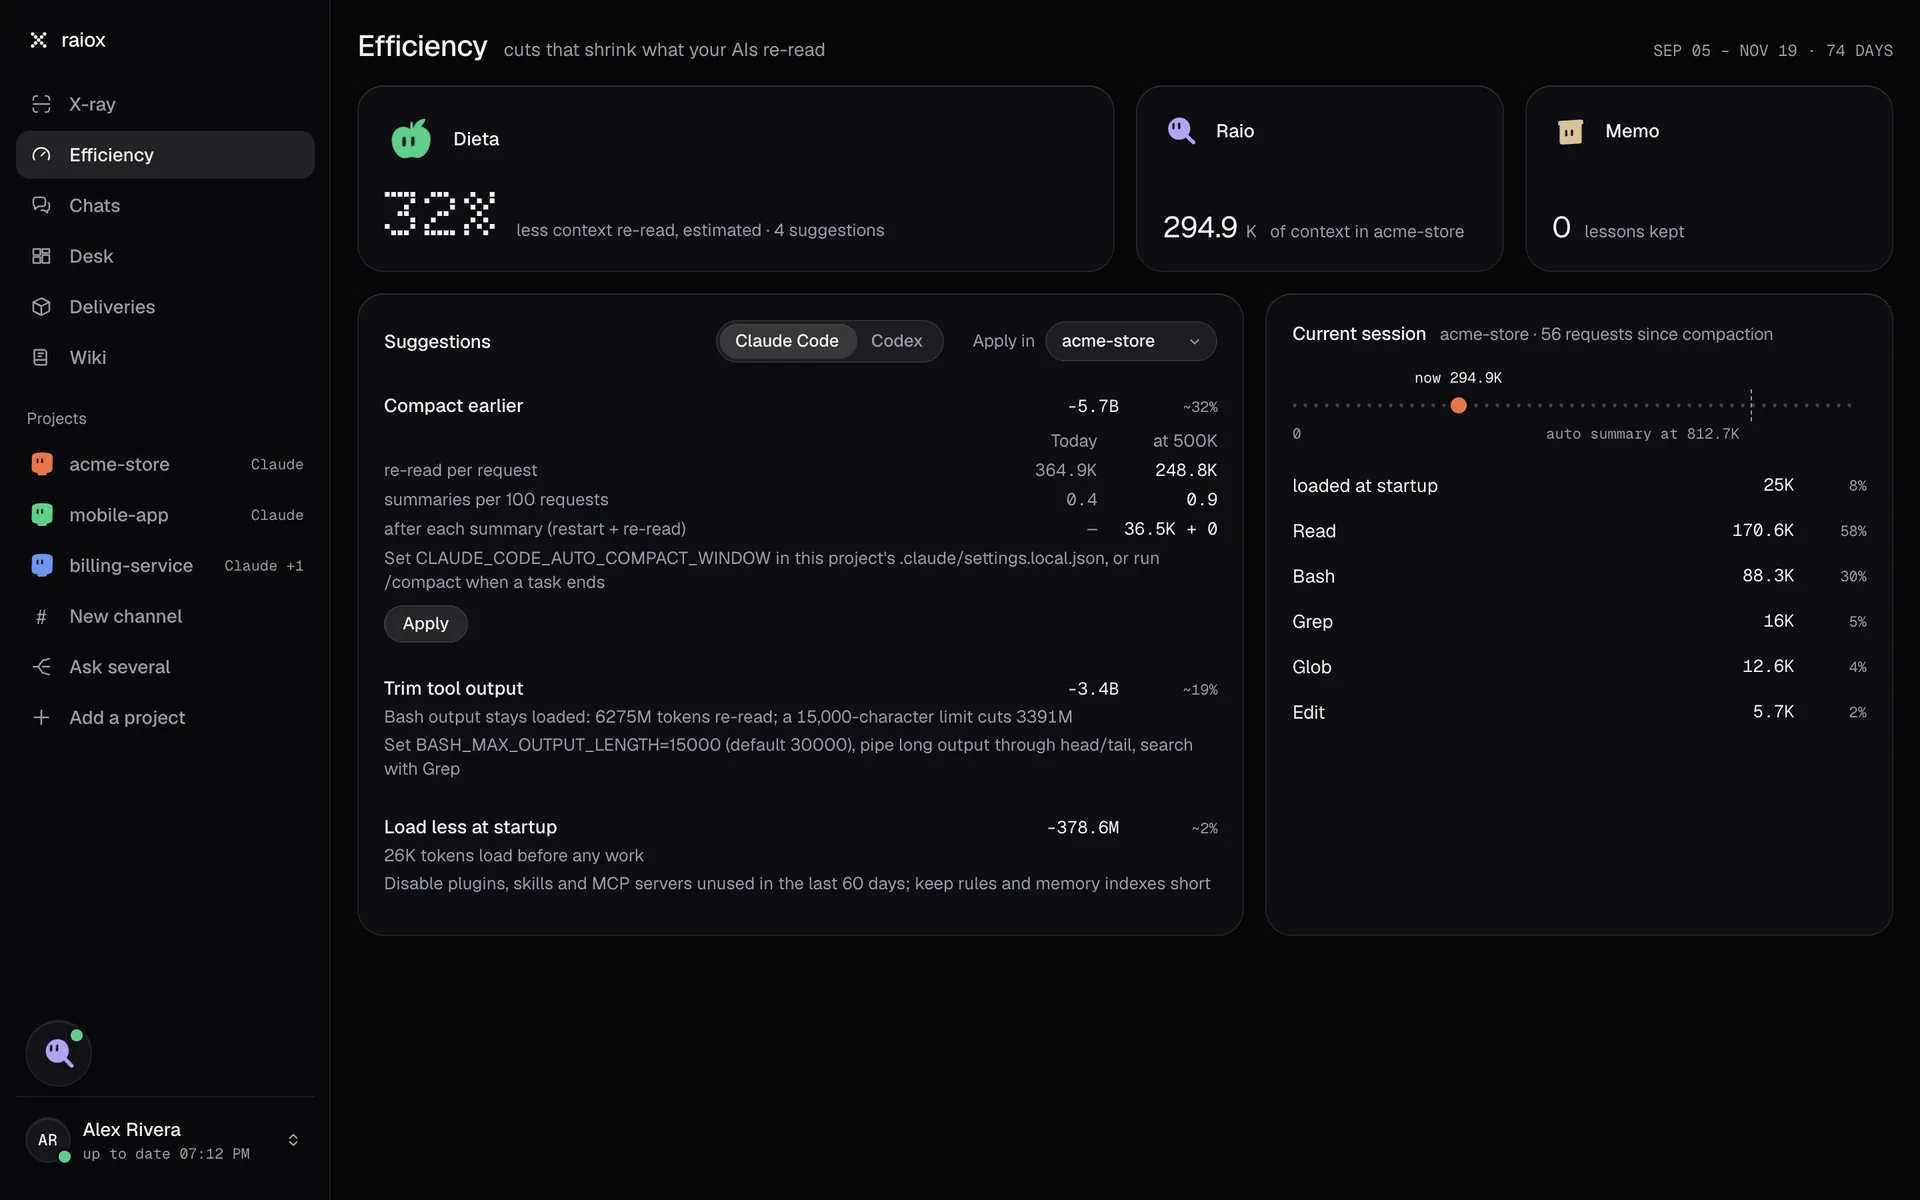 raiox
X-ray
Efficiency
Chats
Desk
Deliveries
Wiki
Projects
acme-store Claude
mobile-app Claude
billing-service Claude +1
# New channel
Ask several
+ Add a project
AR
Alex Rivera
up to date 07:12 PM
Efficiency cuts that shrink what your AIs re-read
SEP 05 – NOV 19 · 74 DAYS
Dieta
32% less context re-read, estimated · 4 suggestions
Raio
294.9 K of context in acme-store
Memo
0 lessons kept
Suggestions Claude Code Codex Apply in acme-store
Compact earlier -5.7B ~32%
Today at 500K
re-read per request 364.9K 248.8K
summaries per 100 requests 0.4 0.9
after each summary (restart + re-read) – 36.5K + 0
Set CLAUDE_CODE_AUTO_COMPACT_WINDOW in this project's .claude/settings.local.json, or run
/compact when a task ends
Apply
Trim tool output -3.4B ~19%
Bash output stays loaded: 6275M tokens re-read; a 15,000-character limit cuts 3391M
Set BASH_MAX_OUTPUT_LENGTH=15000 (default 30000), pipe long output through head/tail, search
with Grep
Load less at startup -378.6M ~2%
26K tokens load before any work
Disable plugins, skills and MCP servers unused in the last 60 days; keep rules and memory indexes short
Current session acme-store · 56 requests since compaction
now 294.9K
0 auto summary at 812.7K
loaded at startup 25K 8%
Read 170.6K 58%
Bash 88.3K 30%
Grep 16K 5%
Glob 12.6K 4%
Edit 5.7K 2%